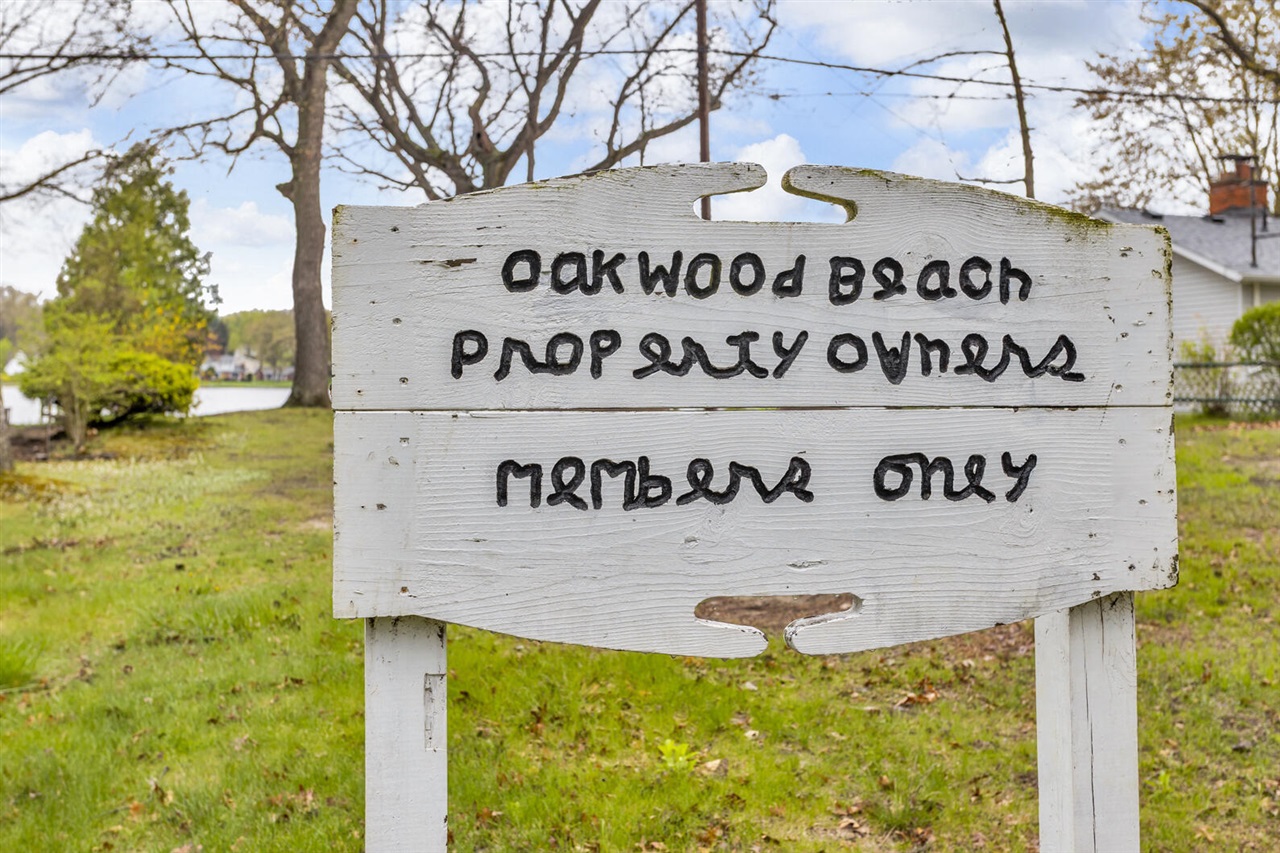 Oakwood Beach
Property Owners
members only